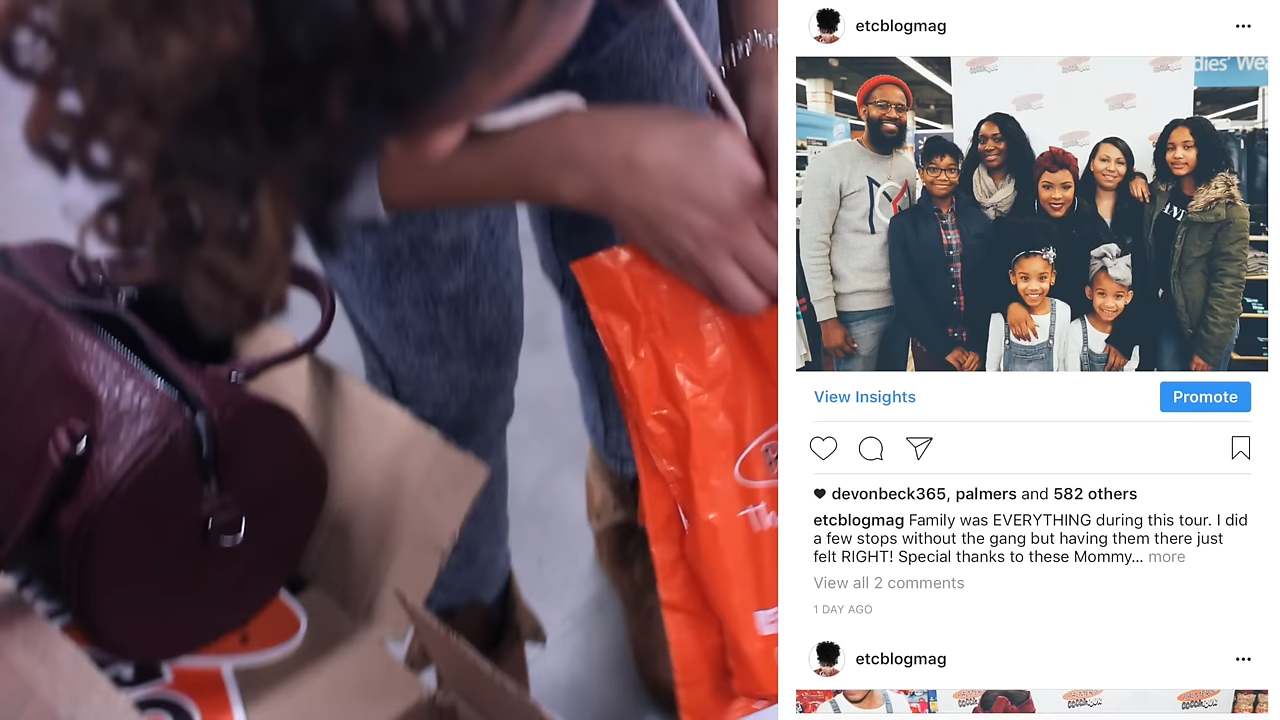 etcblogmag
dies' Wea
View Insights
Promote
devonbeck365, palmers and 582 others
etcblogmag Family was EVERYTHING during this tour. I did
a few stops without the gang but having them there just
felt RIGHT! Special thanks to these Mommy... more
View all 2 comments
1 DAY AGO
etcblogmag